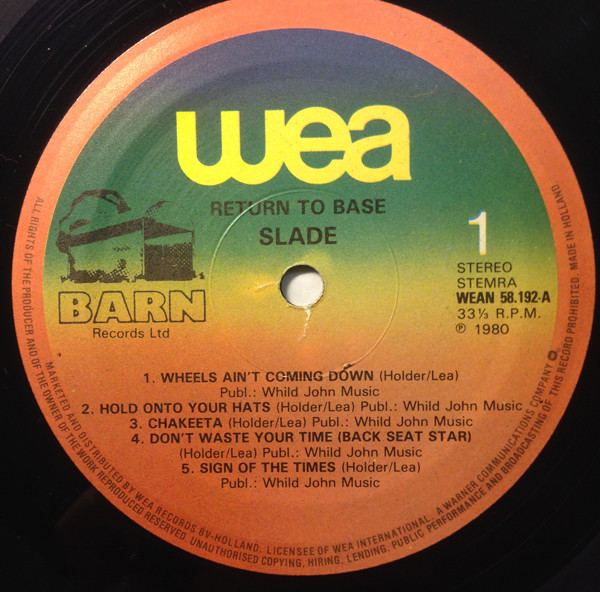 wea
RETURN TO BASE
SLADE
1
BARN
Records Ltd
STEREO
STEMRA
WEAN 58.192-A
33⅓ R.P.M.
℗ 1980
1. WHEELS AIN'T COMING DOWN (Holder/Lea)
Publ.: Whild John Music
2. HOLD ONTO YOUR HATS (Holder/Lea) Publ.: Whild John Music
3. CHAKEETA (Holder/Lea) Publ.: Whild John Music
4. DON'T WASTE YOUR TIME (BACK SEAT STAR)
(Holder/Lea) Publ.: Whild John Music
5. SIGN OF THE TIMES (Holder/Lea)
Publ.: Whild John Music
MARKETED AND DISTRIBUTED BY WEA RECORDS BV-HOLLAND. LICENSEE OF WEA INTERNATIONAL. A WARNER COMMUNICATIONS COMPANY
ALL RIGHTS OF THE PRODUCER AND OF THE OWNER OF THE WORK REPRODUCED RESERVED. UNAUTHORISED COPYING, HIRING, LENDING, PUBLIC PERFORMANCE AND BROADCASTING OF THIS RECORD PROHIBITED. MADE IN HOLLAND.